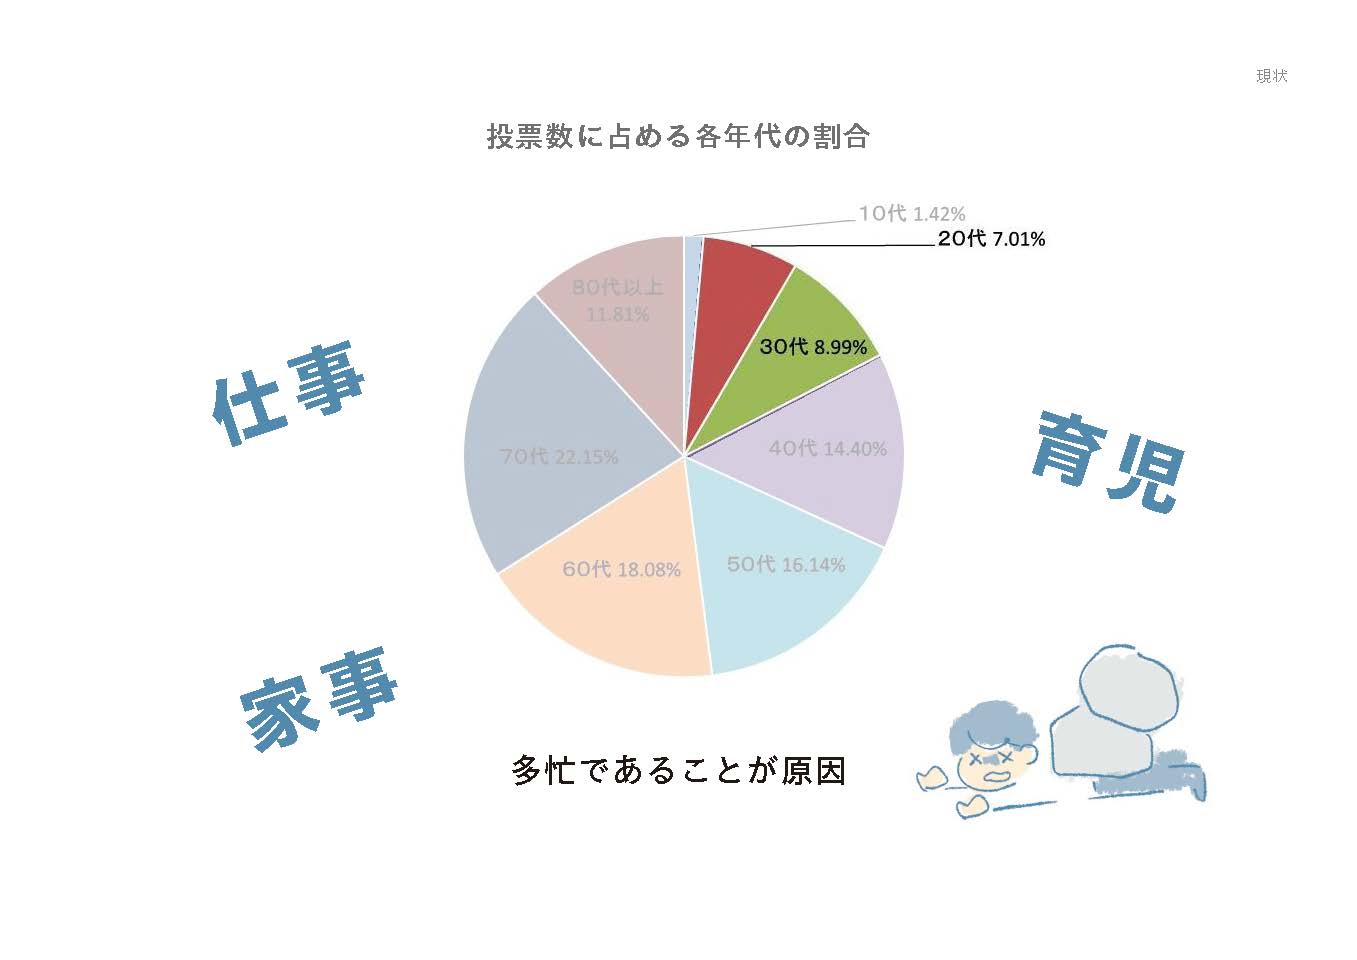 現状
投票数に占める各年代の割合
10代 1.42%
20代 7.01%
80代以上
11.81%
30代 8.99%
仕事
40代 14.40%
70代 22.15%
育児
50代 16.14%
60代 18.08%
家事
多忙であることが原因